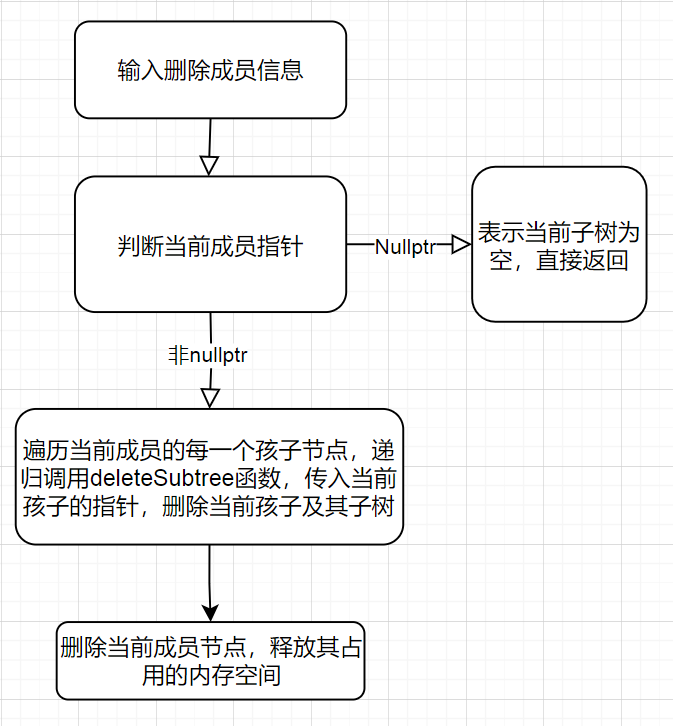 输入删除成员信息
判断当前成员指针
Nullptr
表示当前子树为
空，直接返回
非nullptr
遍历当前成员的每一个孩子节点，递
归调用deleteSubtree函数，传入当前
孩子的指针，删除当前孩子及其子树
删除当前成员节点，释放其占
用的内存空间